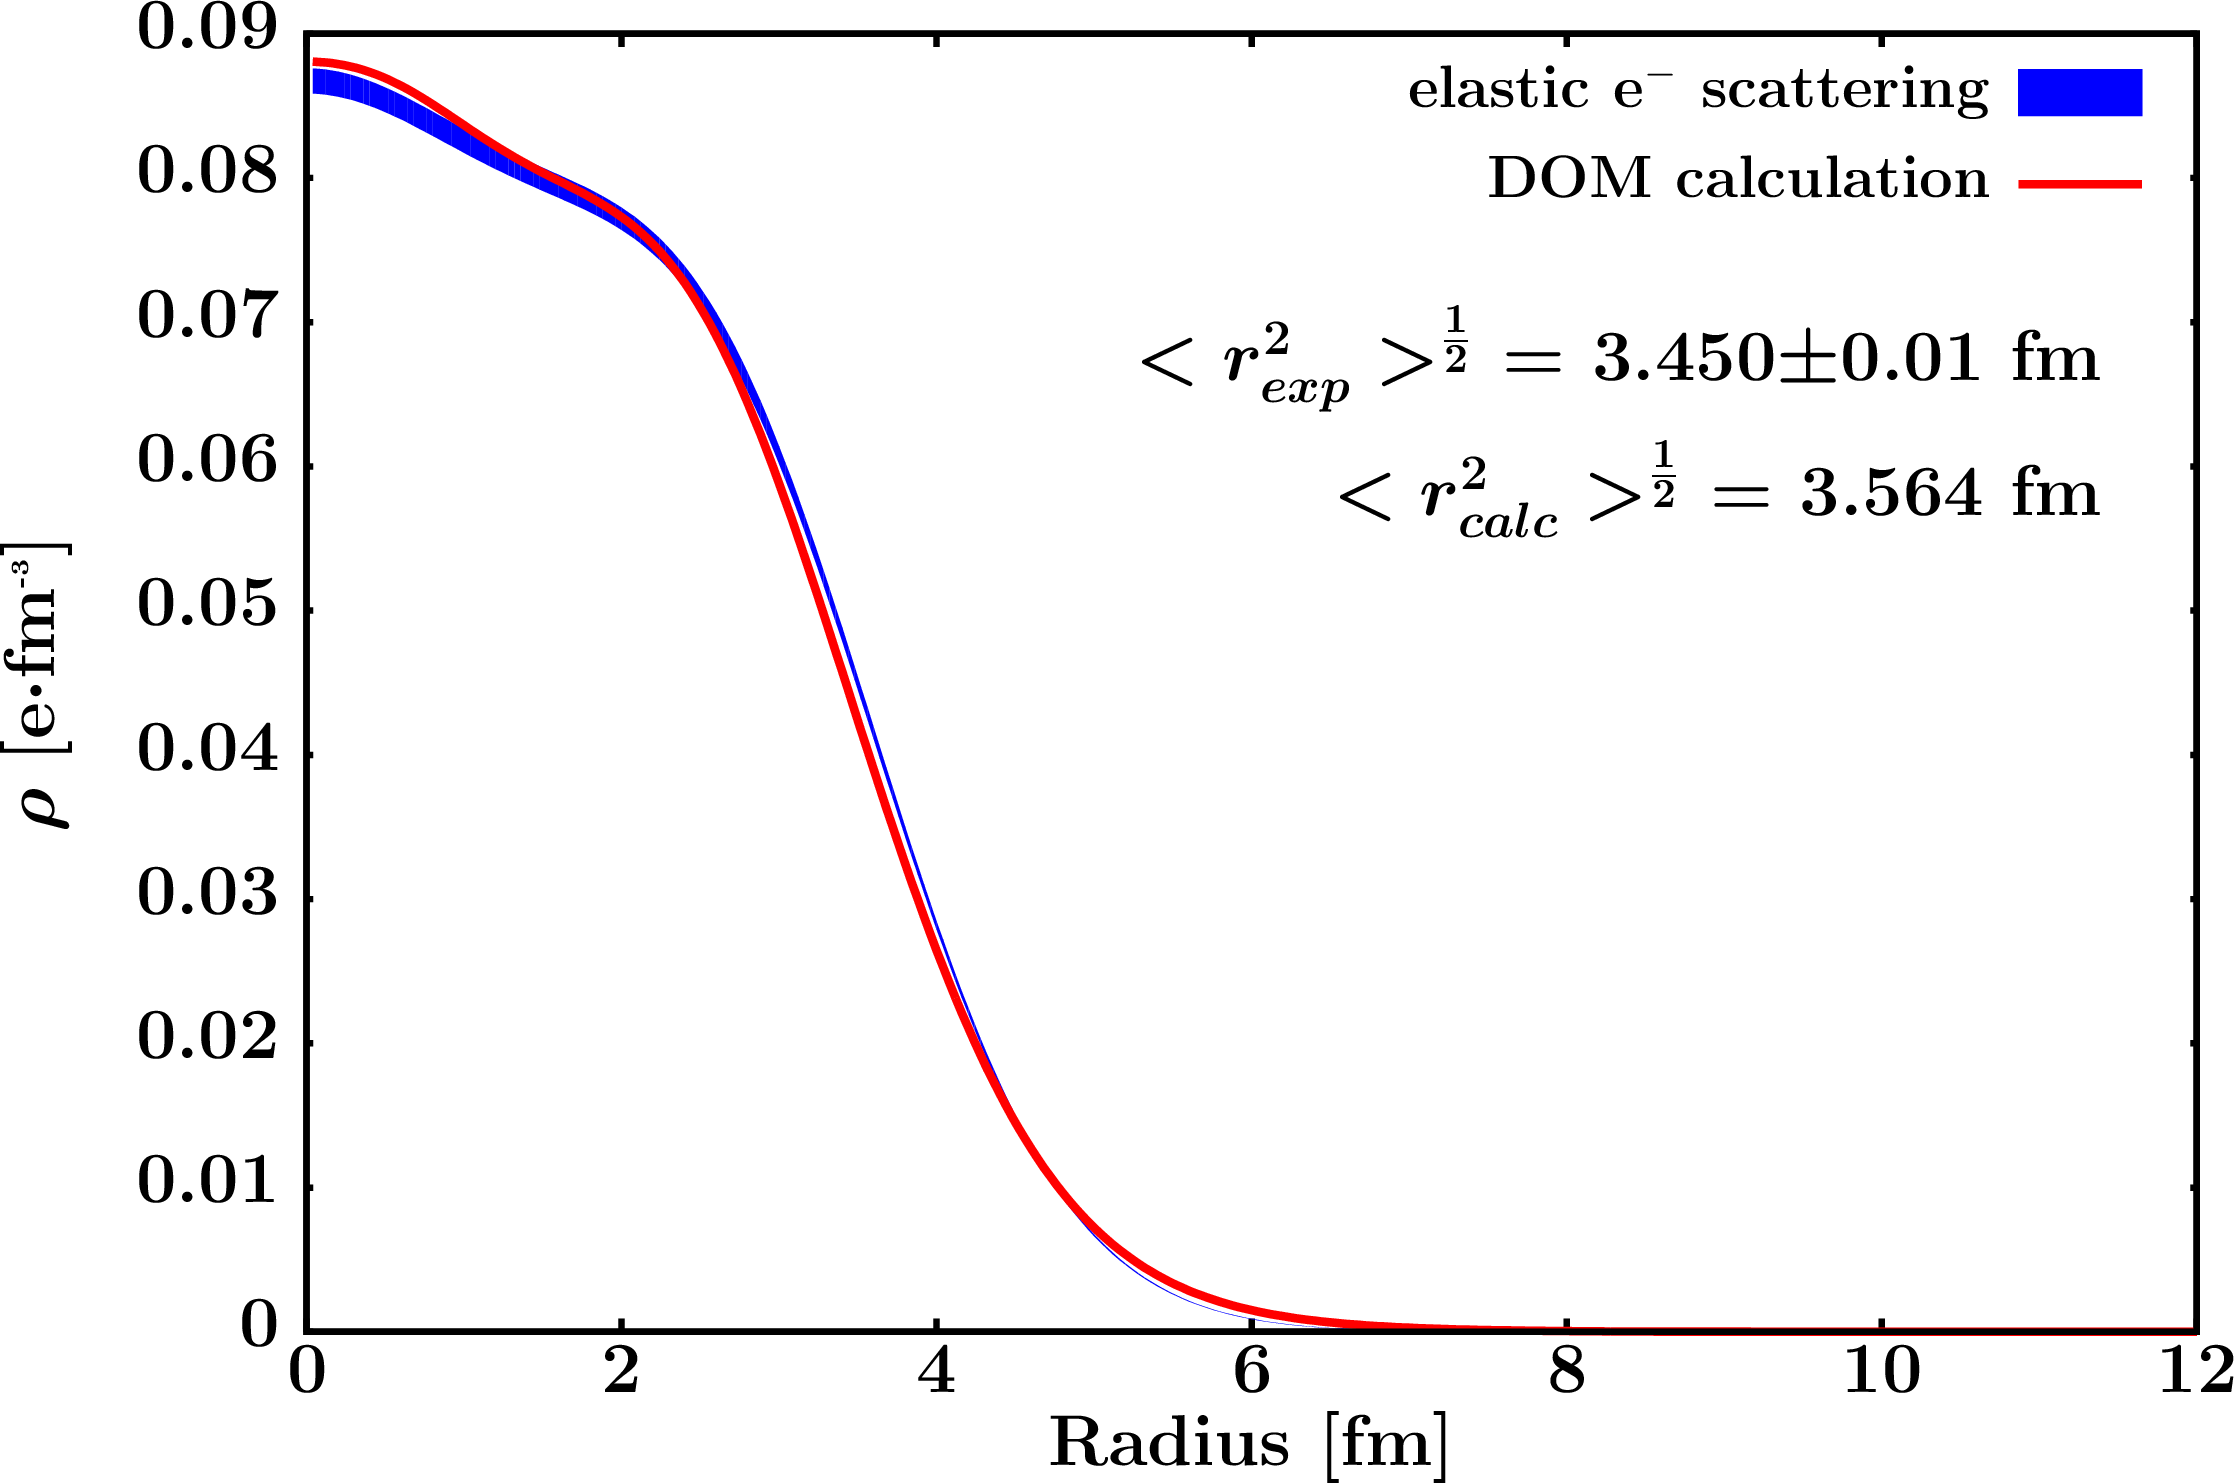 0.09
0.08
0.07
0.06
0.05
0.04
0.03
0.02
0.01
0
ρ [e·fm⁻³]
elastic e⁻ scattering
DOM calculation
< r²ₑₓₚ >^½ = 3.450±0.01 fm
< r²_calc >^½ = 3.564 fm
0 2 4 6 8 10 12
Radius [fm]